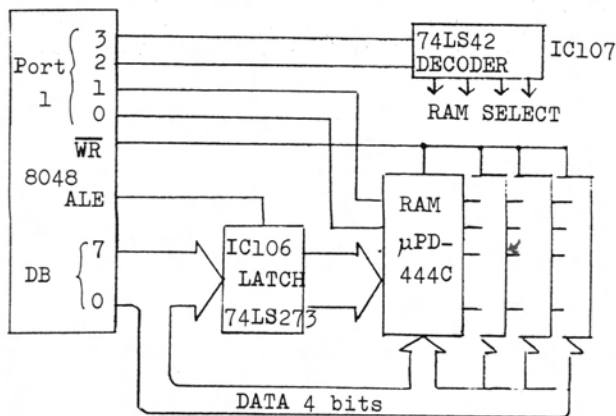 Port 1
3
2
1
0
WR
8048
ALE
DB
7
0
74LS42
DECODER
IC107
RAM SELECT
IC106
LATCH
74LS273
RAM
μPD-
444C
DATA 4 bits